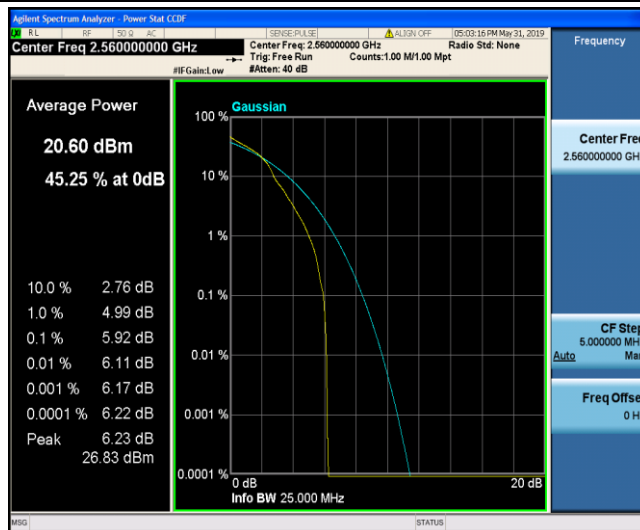 Agilent Spectrum Analyzer - Power Stat CCDF
RL RF 50 Ω AC SENSE:PULSE ALIGN OFF 05:03:16 PM May 31, 2019
Center Freq 2.560000000 GHz
Center Freq: 2.560000000 GHz Radio Std: None
Trig: Free Run Counts:1.00 M/1.00 Mpt
#IFGain:Low #Atten: 40 dB
Frequency
Average Power
20.60 dBm
45.25 % at 0dB
10.0 % 2.76 dB
1.0 % 4.99 dB
0.1 % 5.92 dB
0.01 % 6.11 dB
0.001 % 6.17 dB
0.0001 % 6.22 dB
Peak 6.23 dB
26.83 dBm
Gaussian
100 %
10 %
1 %
0.1 %
0.01 %
0.001 %
0.0001 %
0 dB 20 dB
Info BW 25.000 MHz
Center Fre
2.560000000 GH
CF Step
5.000000 MH
Auto Ma
Freq Offse
0 H
MSG STATUS